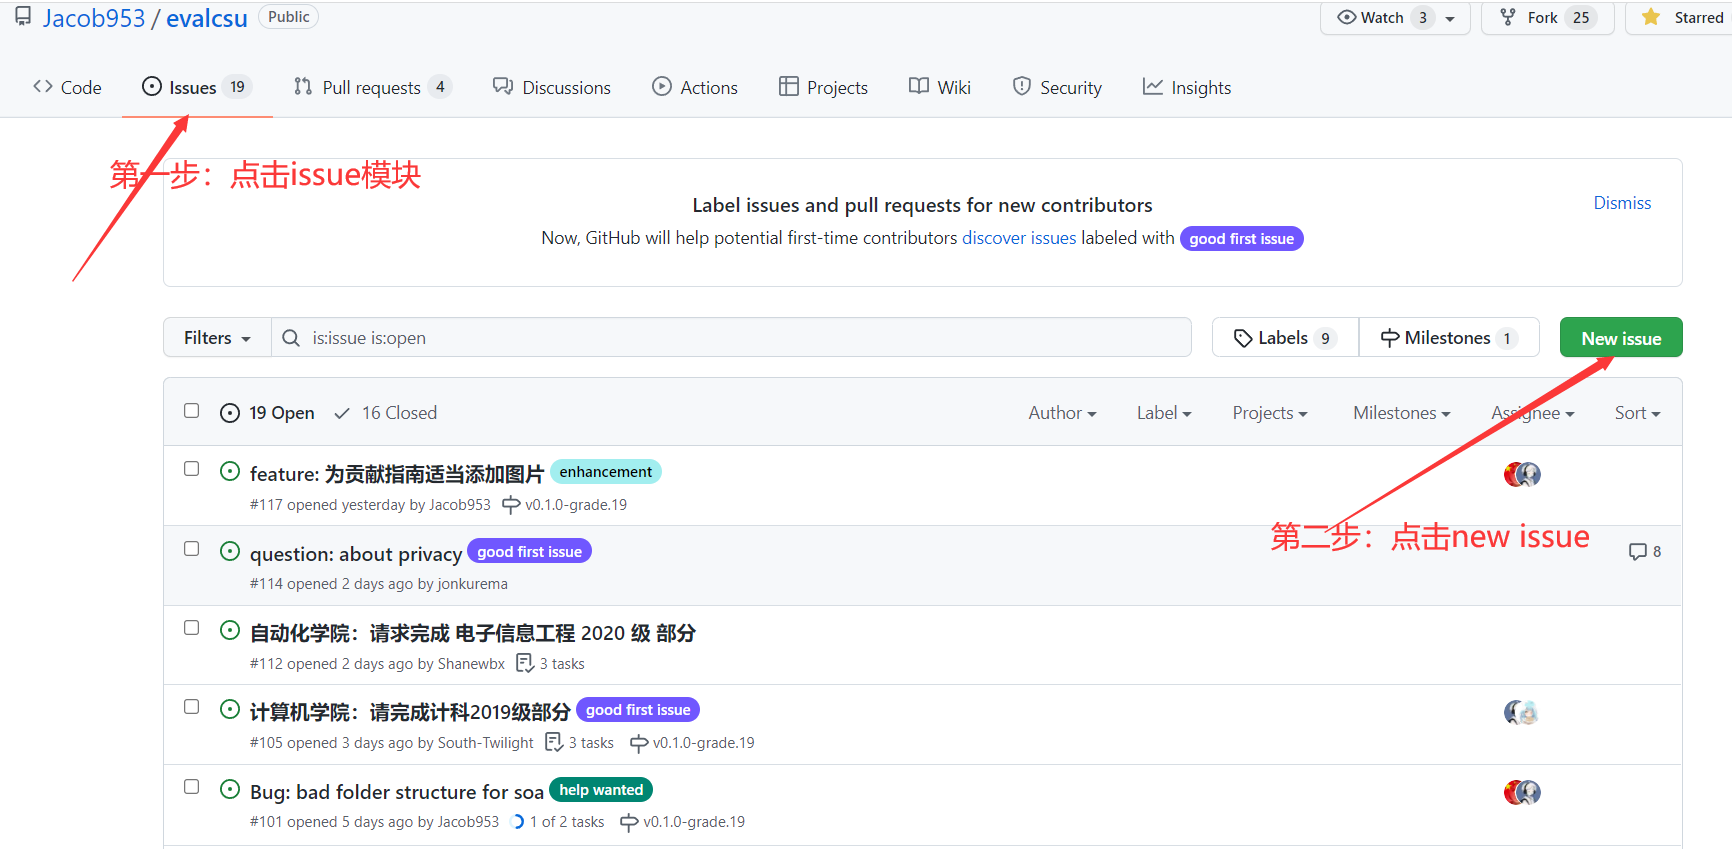 Jacob953 / evalcsu Public Watch 3 Fork 25 Starred
Code Issues 19 Pull requests 4 Discussions Actions Projects Wiki Security Insights
第一步：点击issue模块
Label issues and pull requests for new contributors
Dismiss
Now, GitHub will help potential first-time contributors discover issues labeled with good first issue
Filters is:issue is:open Labels 9 Milestones 1 New issue
19 Open 16 Closed Author Label Projects Milestones Assignee Sort
feature: 为贡献指南适当添加图片 enhancement
#117 opened yesterday by Jacob953 v0.1.0-grade.19
第二步：点击new issue
question: about privacy good first issue 8
#114 opened 2 days ago by jonkurema
自动化学院：请求完成 电子信息工程 2020 级 部分
#112 opened 2 days ago by Shanewbx 3 tasks
计算机学院：请完成计科2019级部分 good first issue
#105 opened 3 days ago by South-Twilight 3 tasks v0.1.0-grade.19
Bug: bad folder structure for soa help wanted
#101 opened 5 days ago by Jacob953 1 of 2 tasks v0.1.0-grade.19